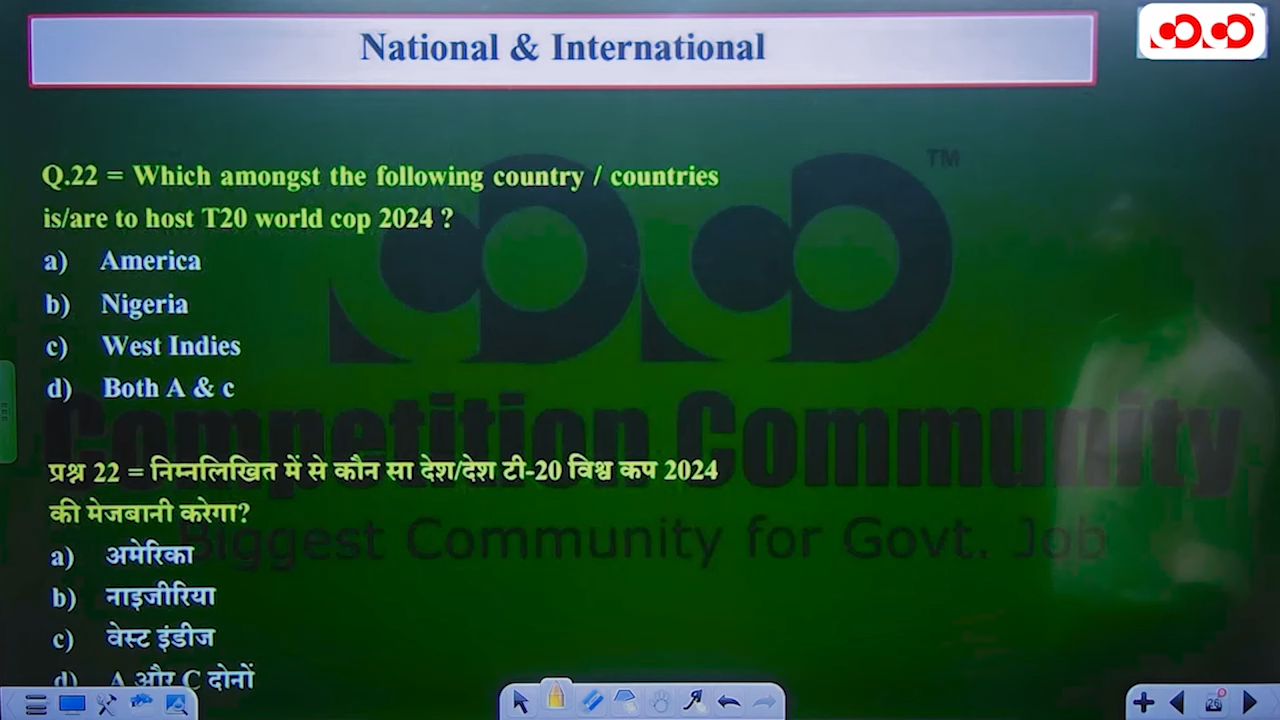 National & International
Q.22 = Which amongst the following country / countries
is/are to host T20 world cop 2024 ?
a) America
b) Nigeria
c) West Indies
d) Both A & c
प्रश्न 22 = निम्नलिखित में से कौन सा देश/देश टी-20 विश्व कप 2024
की मेजबानी करेगा?
a) अमेरिका
b) नाइजीरिया
c) वेस्ट इंडीज
d) A और C दोनों
TM
Competition Community
Biggest Community for Govt. Job
26